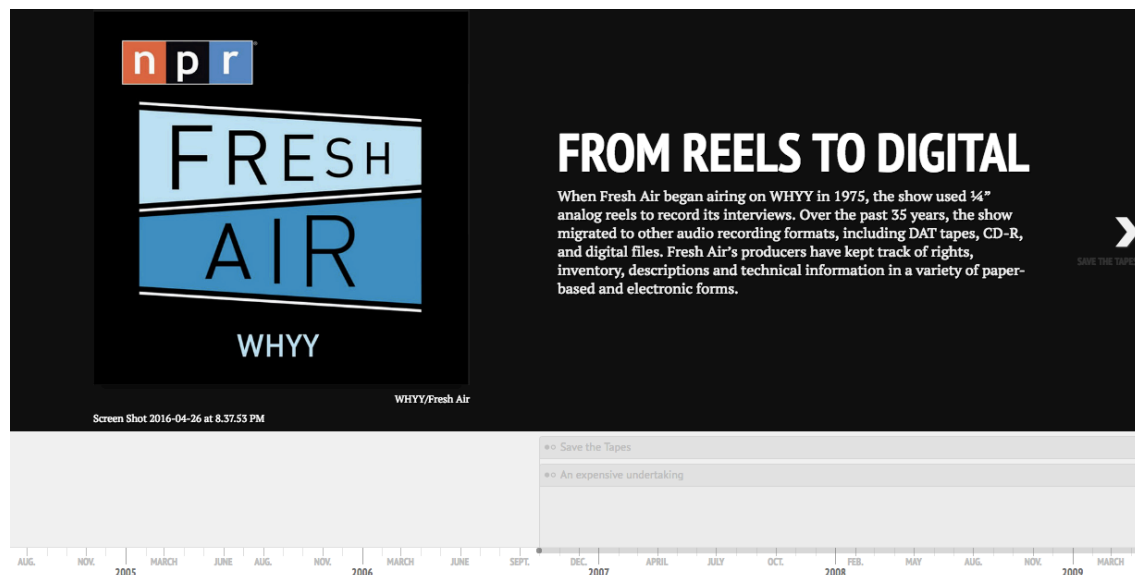 npr
FRESH
AIR
WHYY
WHYY/Fresh Air
Screen Shot 2016-04-26 at 8.37.53 PM
FROM REELS TO DIGITAL
When Fresh Air began airing on WHYY in 1975, the show used ¼”
analog reels to record its interviews. Over the past 35 years, the show
migrated to other audio recording formats, including DAT tapes, CD-R,
and digital files. Fresh Air’s producers have kept track of rights,
inventory, descriptions and technical information in a variety of paper-
based and electronic forms.
SAVE THE TAPES
Save the Tapes
An expensive undertaking
AUG. NOV. MARCH JUNE AUG. NOV. MARCH JUNE SEPT. DEC. APRIL JULY OCT. FEB. MAY AUG. NOV. MARCH
2005 2006 2007 2008 2009